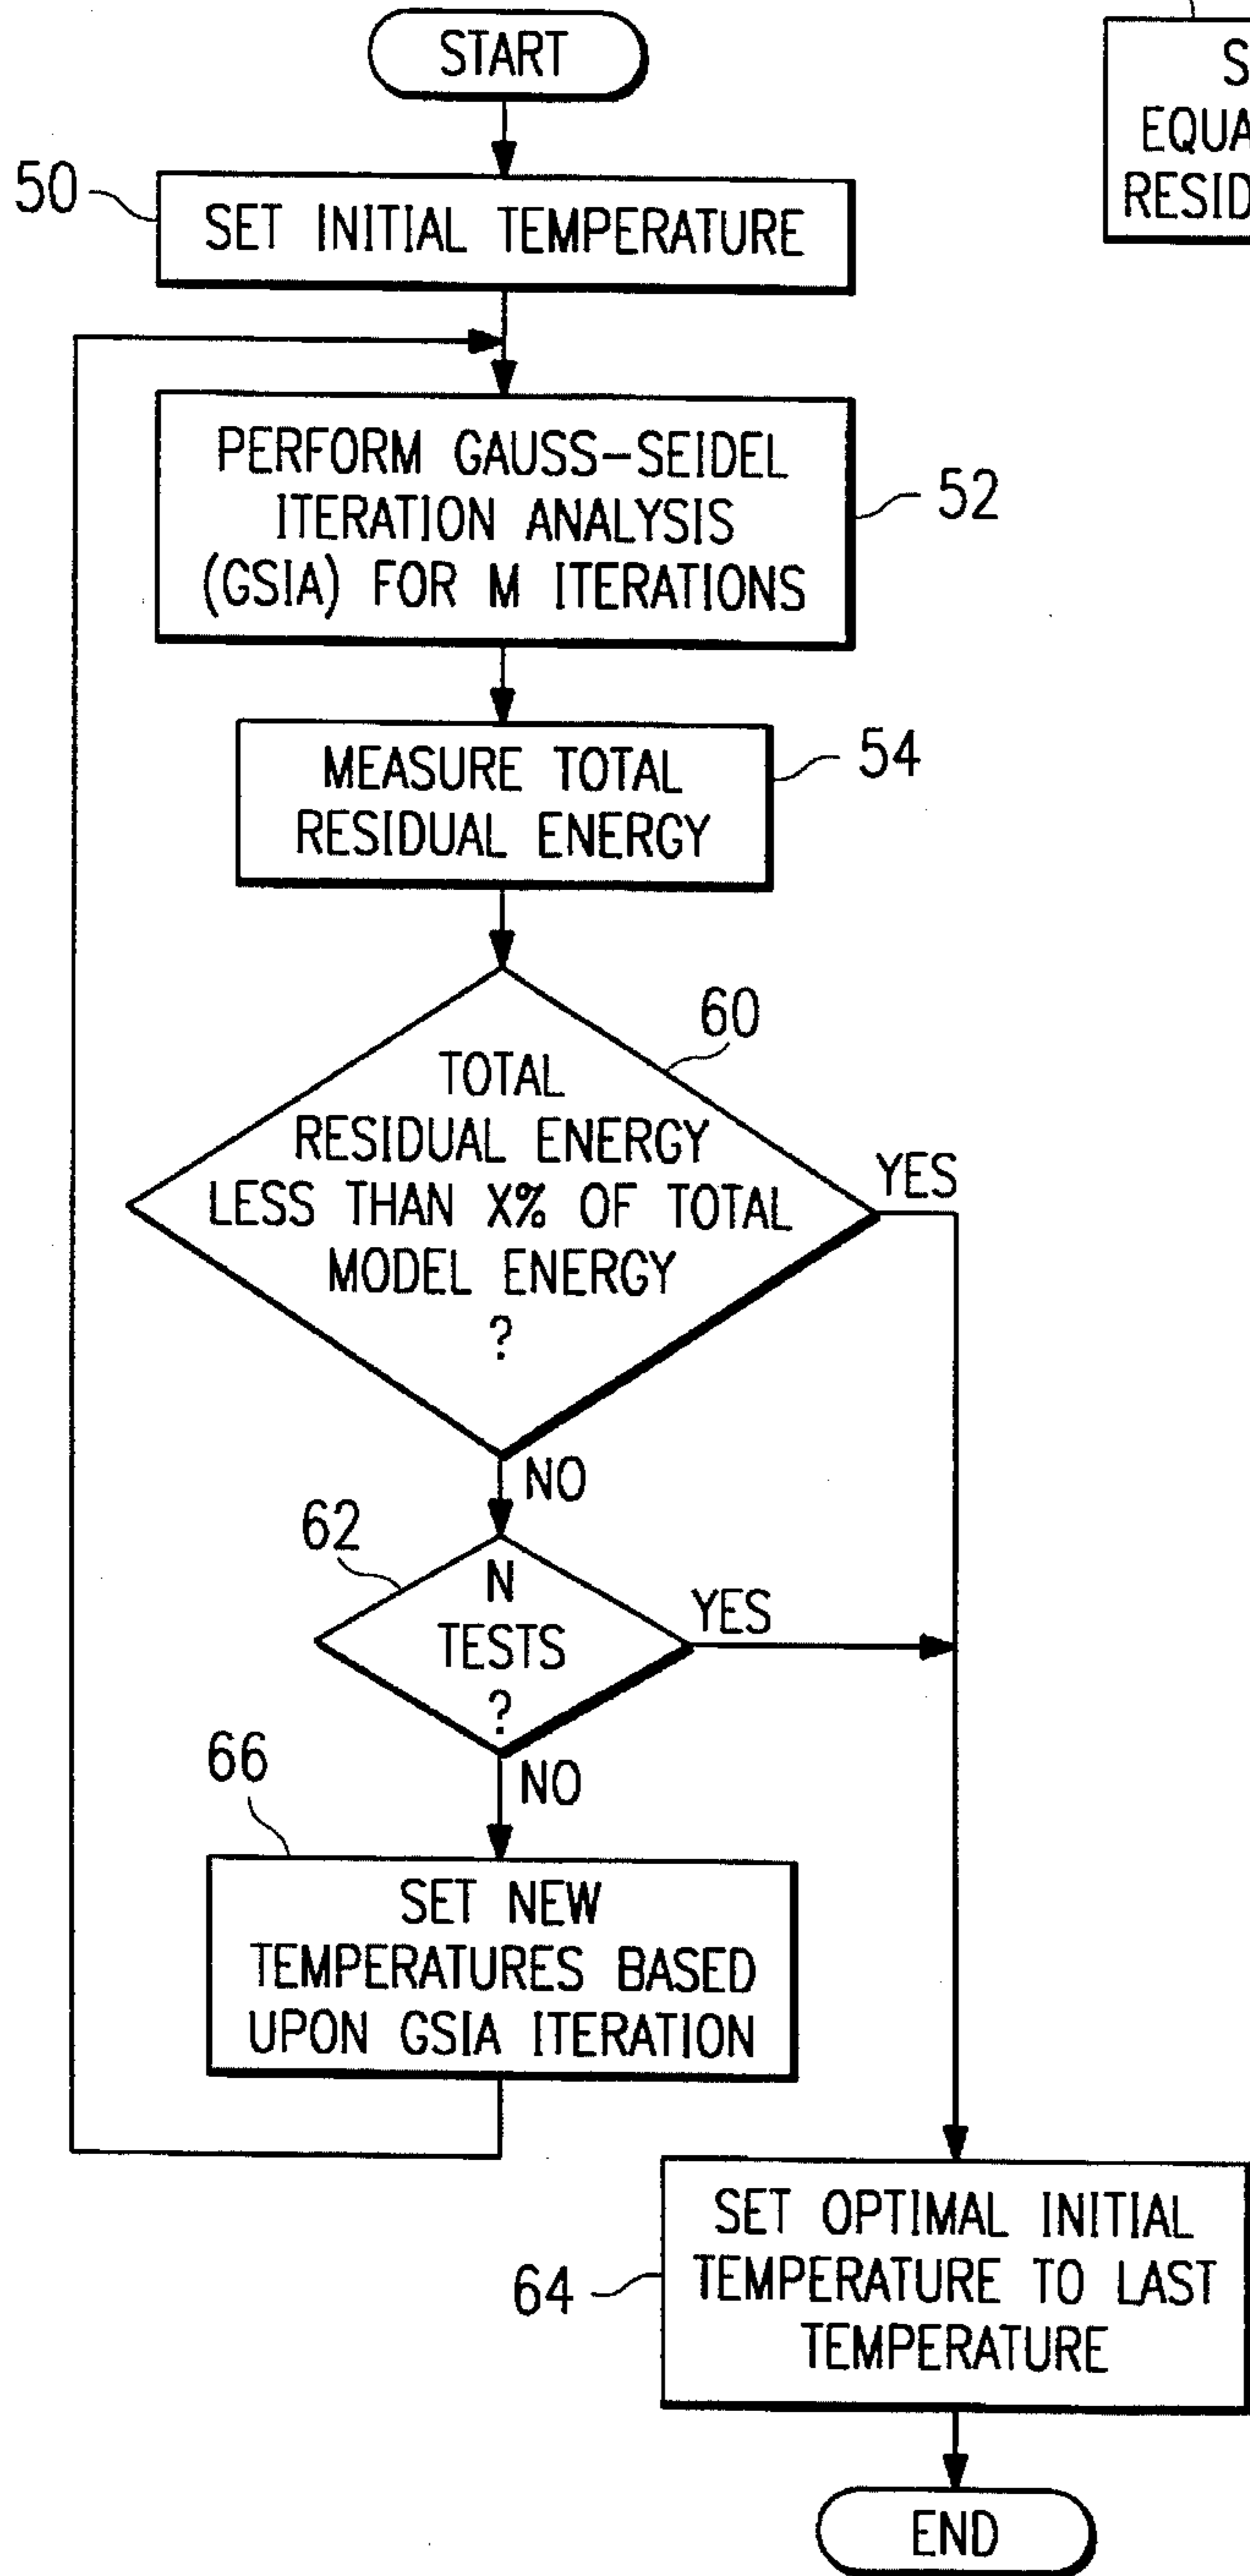 START
50
SET INITIAL TEMPERATURE
PERFORM GAUSS-SEIDEL
ITERATION ANALYSIS
(GSIA) FOR M ITERATIONS
52
MEASURE TOTAL
RESIDUAL ENERGY
54
60
TOTAL
RESIDUAL ENERGY
LESS THAN X% OF TOTAL
MODEL ENERGY
?
YES
NO
62
N
TESTS
?
YES
NO
66
SET NEW
TEMPERATURES BASED
UPON GSIA ITERATION
SET OPTIMAL INITIAL
TEMPERATURE TO LAST
TEMPERATURE
64
END